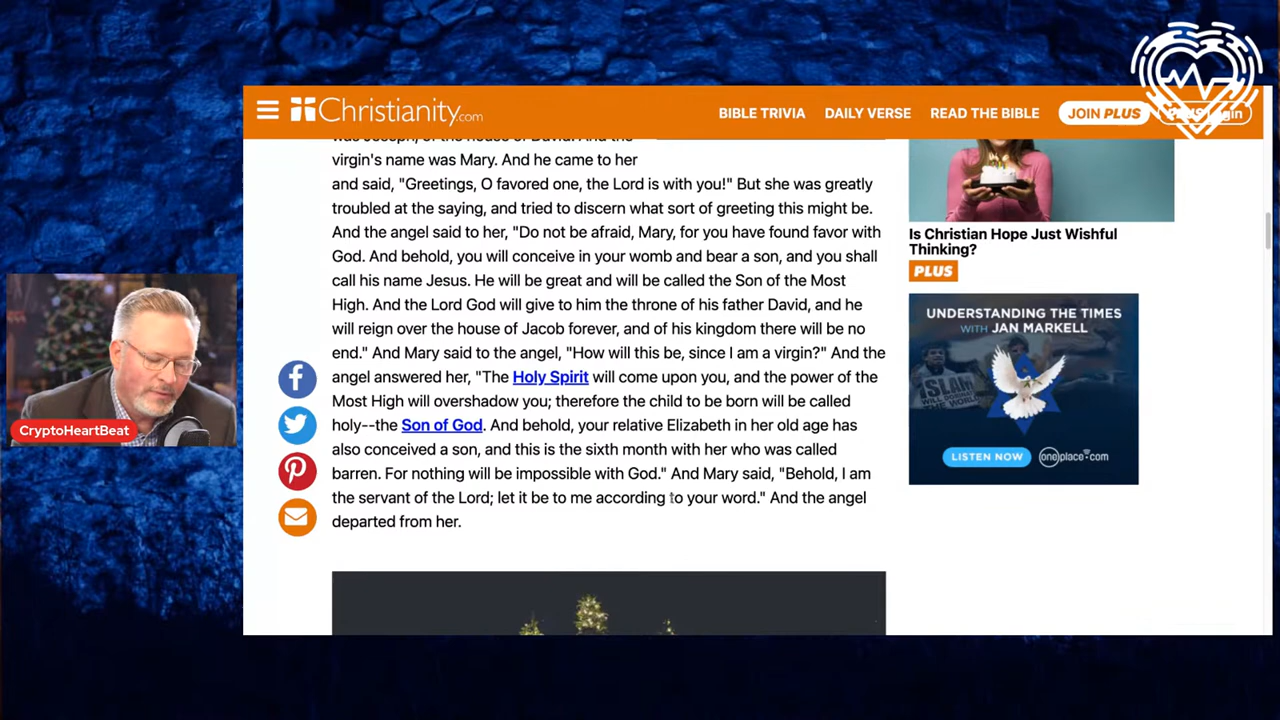 Christianity.com
BIBLE TRIVIA
DAILY VERSE
READ THE BIBLE
JOIN PLUS
Login
virgin's name was Mary. And he came to her
and said, "Greetings, O favored one, the Lord is with you!" But she was greatly
troubled at the saying, and tried to discern what sort of greeting this might be.
And the angel said to her, "Do not be afraid, Mary, for you have found favor with
God. And behold, you will conceive in your womb and bear a son, and you shall
call his name Jesus. He will be great and will be called the Son of the Most
High. And the Lord God will give to him the throne of his father David, and he
will reign over the house of Jacob forever, and of his kingdom there will be no
end." And Mary said to the angel, "How will this be, since I am a virgin?" And the
angel answered her, "The Holy Spirit will come upon you, and the power of the
Most High will overshadow you; therefore the child to be born will be called
holy--the Son of God. And behold, your relative Elizabeth in her old age has
also conceived a son, and this is the sixth month with her who was called
barren. For nothing will be impossible with God." And Mary said, "Behold, I am
the servant of the Lord; let it be to me according to your word." And the angel
departed from her.
Is Christian Hope Just Wishful
Thinking?
PLUS
UNDERSTANDING THE TIMES
WITH JAN MARKELL
ISLAM
WILL DOMINATE
THE WORLD
LISTEN NOW
oneplace.com
CryptoHeartBeat